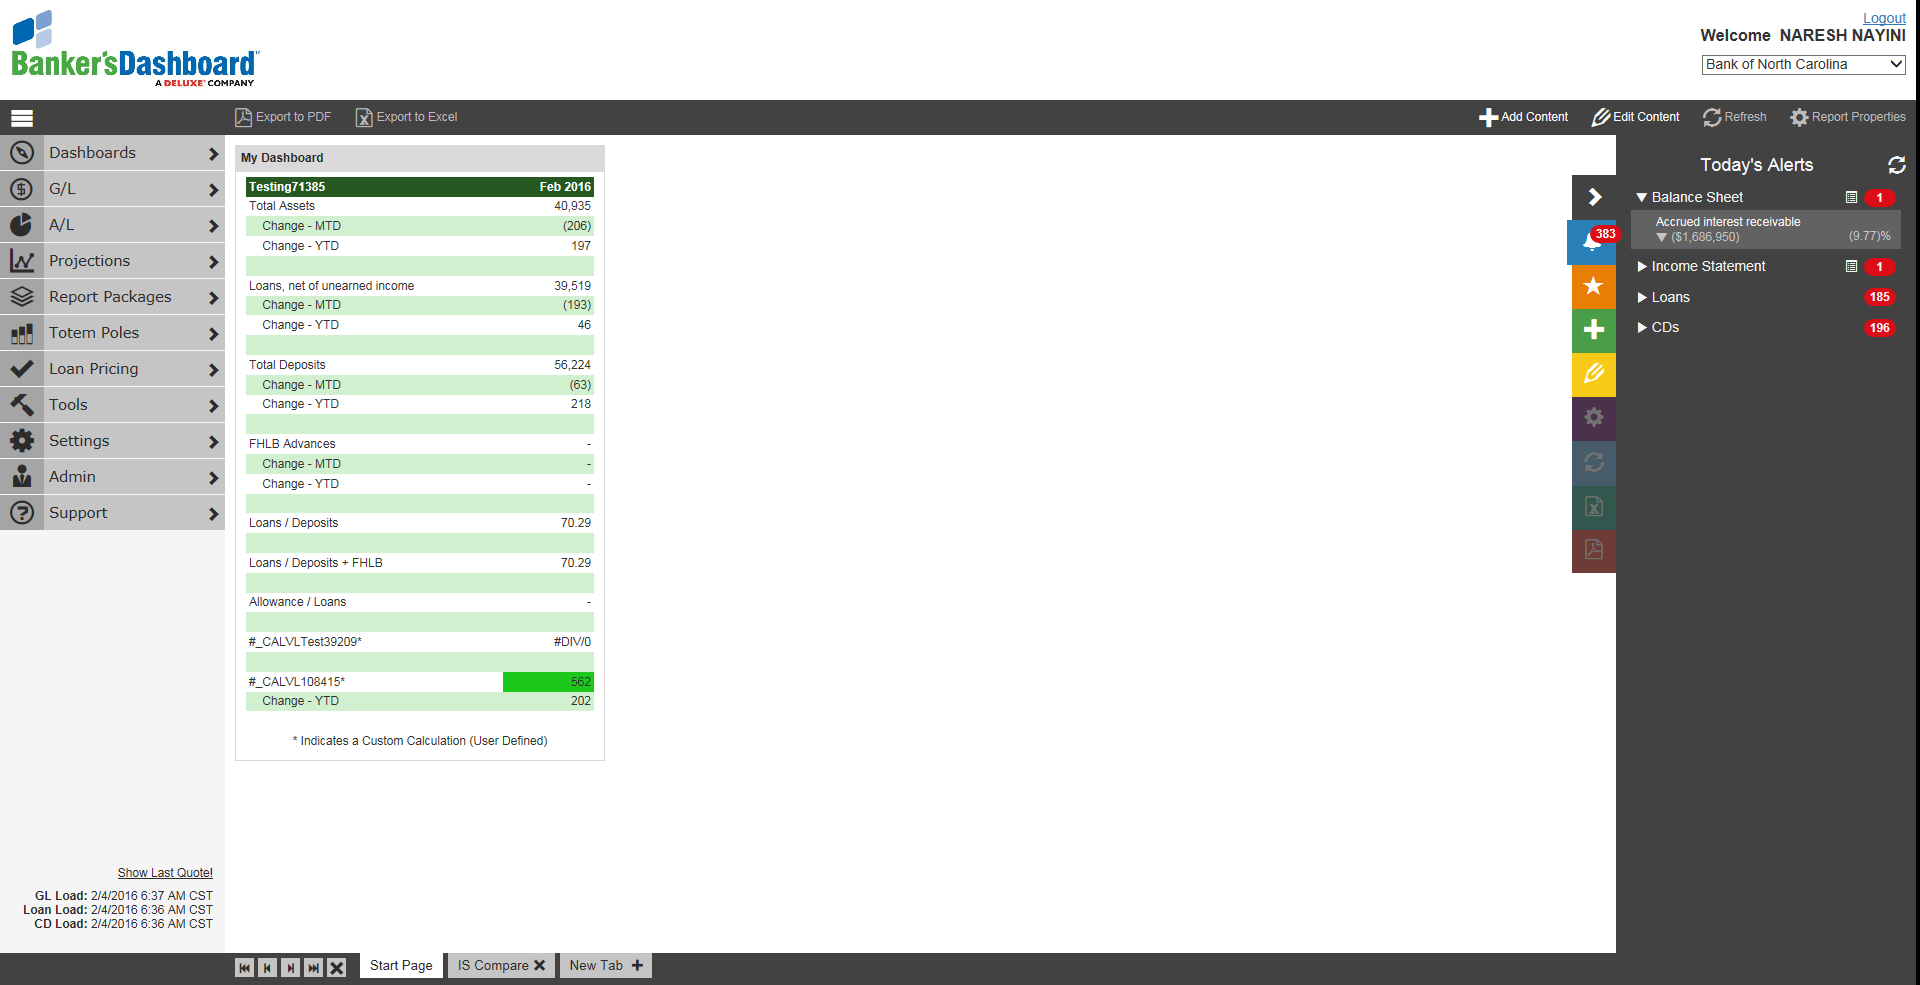 Logout
Welcome NARESH NAYINI
Bank of North Carolina
Banker'sDashboard
A DELUXE COMPANY
Export to PDF
Export to Excel
Add Content
Edit Content
Refresh
Report Properties
Dashboards
G/L
A/L
Projections
Report Packages
Totem Poles
Loan Pricing
Tools
Settings
Admin
Support
Show Last Quote!
GL Load: 2/4/2016 6:37 AM CST
Loan Load: 2/4/2016 6:36 AM CST
CD Load: 2/4/2016 6:36 AM CST
My Dashboard
Testing71385 Feb 2016
Total Assets 40,935
Change - MTD (206)
Change - YTD 197
Loans, net of unearned income 39,519
Change - MTD (193)
Change - YTD 46
Total Deposits 56,224
Change - MTD (63)
Change - YTD 218
FHLB Advances -
Change - MTD -
Change - YTD -
Loans / Deposits 70.29
Loans / Deposits + FHLB 70.29
Allowance / Loans -
#_CALVLTest39209* #DIV/0
#_CALVL108415* 562
Change - YTD 202
* Indicates a Custom Calculation (User Defined)
383
Today's Alerts
Balance Sheet 1
Accrued interest receivable
($1,686,950) (9.77)%
Income Statement 1
Loans 185
CDs 196
Start Page
IS Compare
New Tab